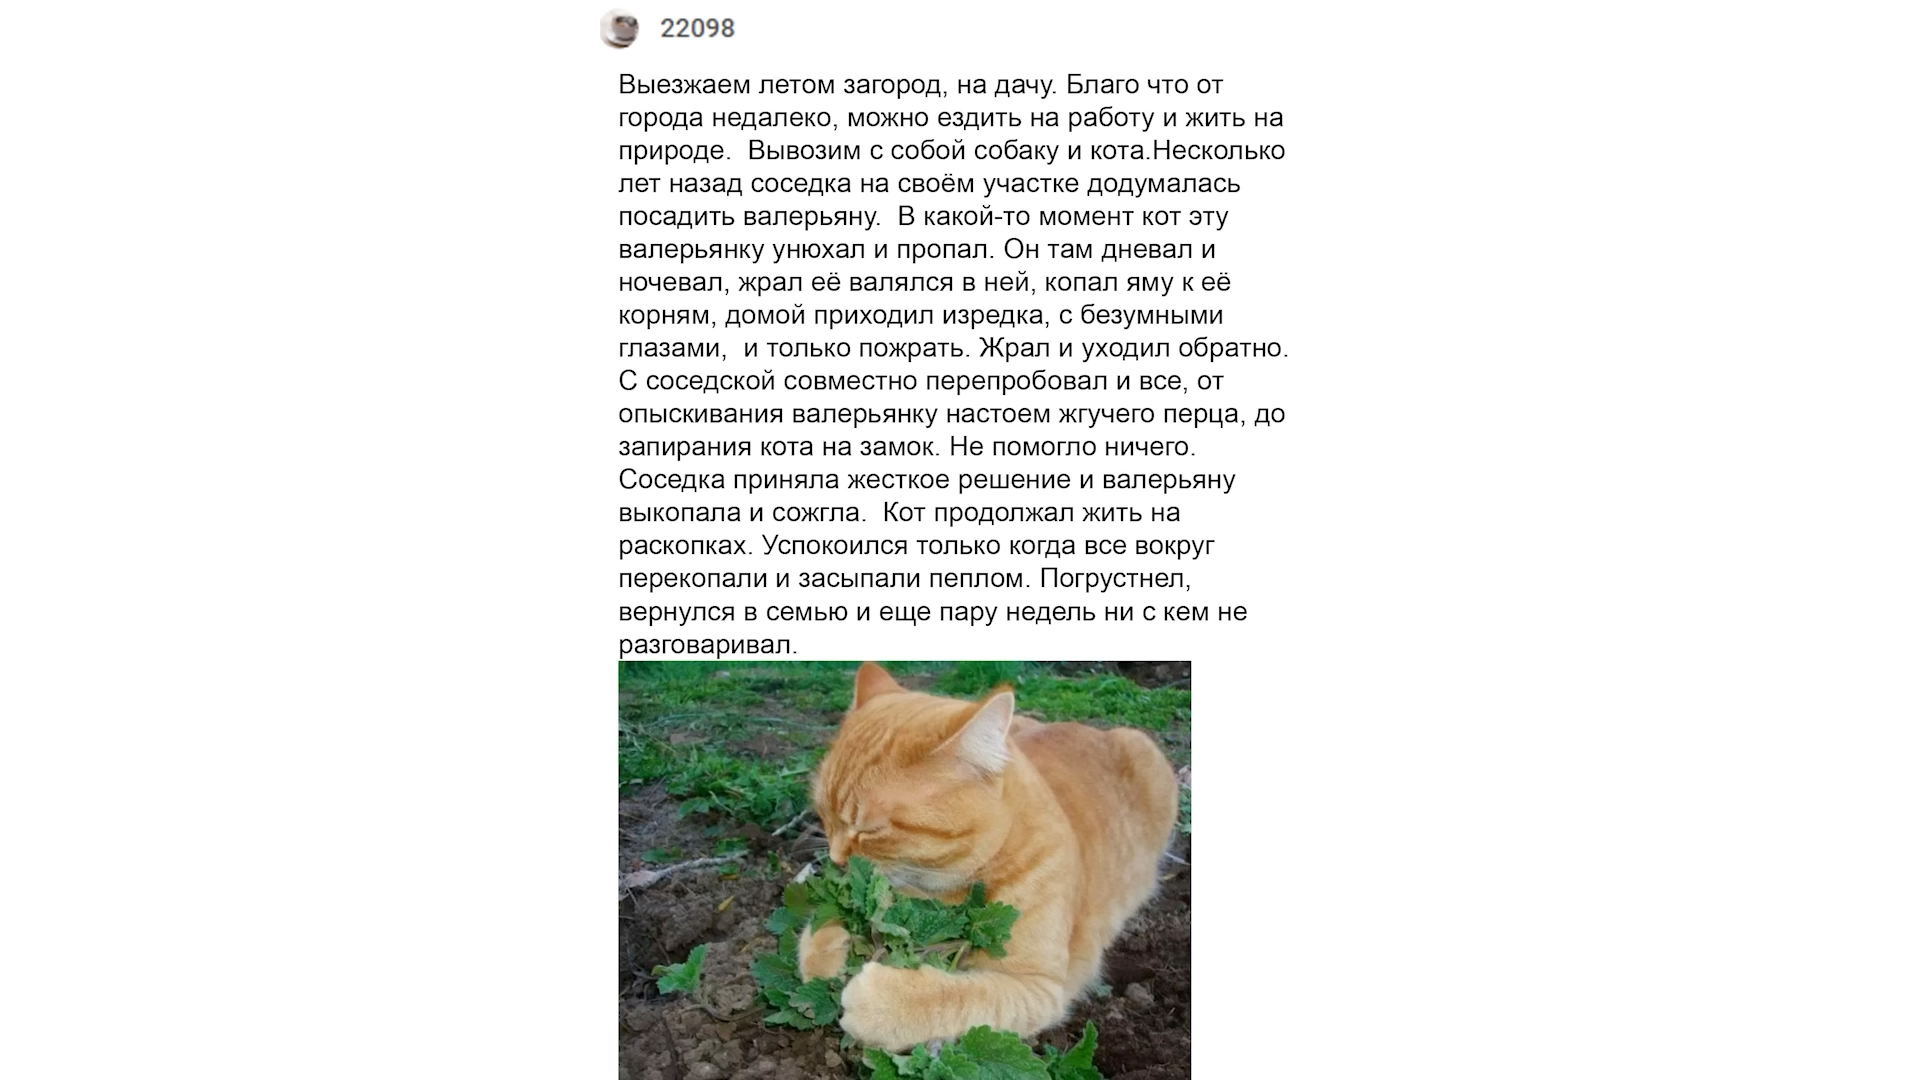 22098
Выезжаем летом загород, на дачу. Благо что от
города недалеко, можно ездить на работу и жить на
природе.  Вывозим с собой собаку и кота.Несколько
лет назад соседка на своём участке додумалась
посадить валерьяну.  В какой-то момент кот эту
валерьянку унюхал и пропал. Он там дневал и
ночевал, жрал её валялся в ней, копал яму к её
корням, домой приходил изредка, с безумными
глазами,  и только пожрать. Жрал и уходил обратно.
С соседской совместно перепробовал и все, от
опыскивания валерьянку настоем жгучего перца, до
запирания кота на замок. Не помогло ничего.
Соседка приняла жесткое решение и валерьяну
выкопала и сожгла.  Кот продолжал жить на
раскопках. Успокоился только когда все вокруг
перекопали и засыпали пеплом. Погрустнел,
вернулся в семью и еще пару недель ни с кем не
разговаривал.